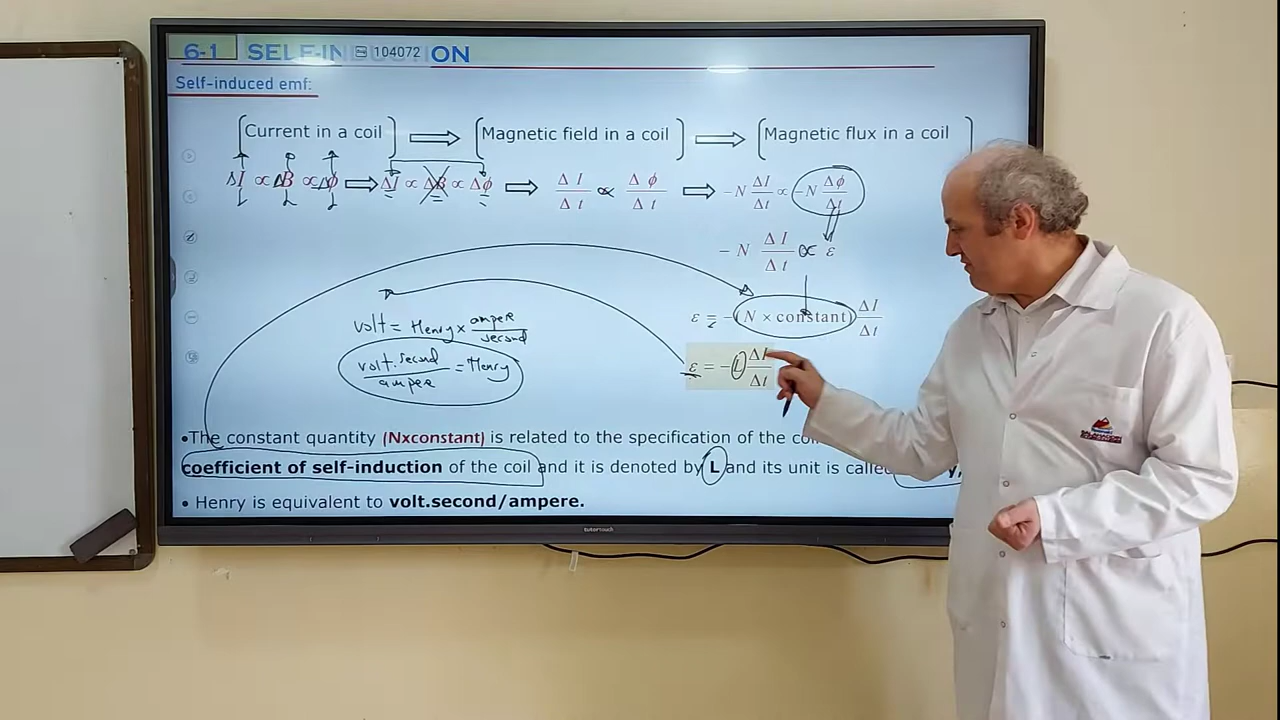 6-1 SELF-IN 104072 ION
Self-induced emf:
Current in a coil ⟹ Magnetic field in a coil ⟹ Magnetic flux in a coil
ΔI ∝ ΔB ∝ Δϕ ⟹ ΔI ∝ ΔB ∝ Δϕ ⟹ ΔI/Δt ∝ Δϕ/Δt ⟹ -N ΔI/Δt ∝ -N Δϕ/Δt
-N ΔI/Δt ∝ ε
ε = -(N × constant) ΔI/Δt
volt = Henry × ampere/second
ε = -L ΔI/Δt
volt.second/ampere = Henry
•The constant quantity (Nxconstant) is related to the specification of the
coefficient of self-induction of the coil and it is denoted by L and its unit is called
• Henry is equivalent to volt.second/ampere.
tutortouch